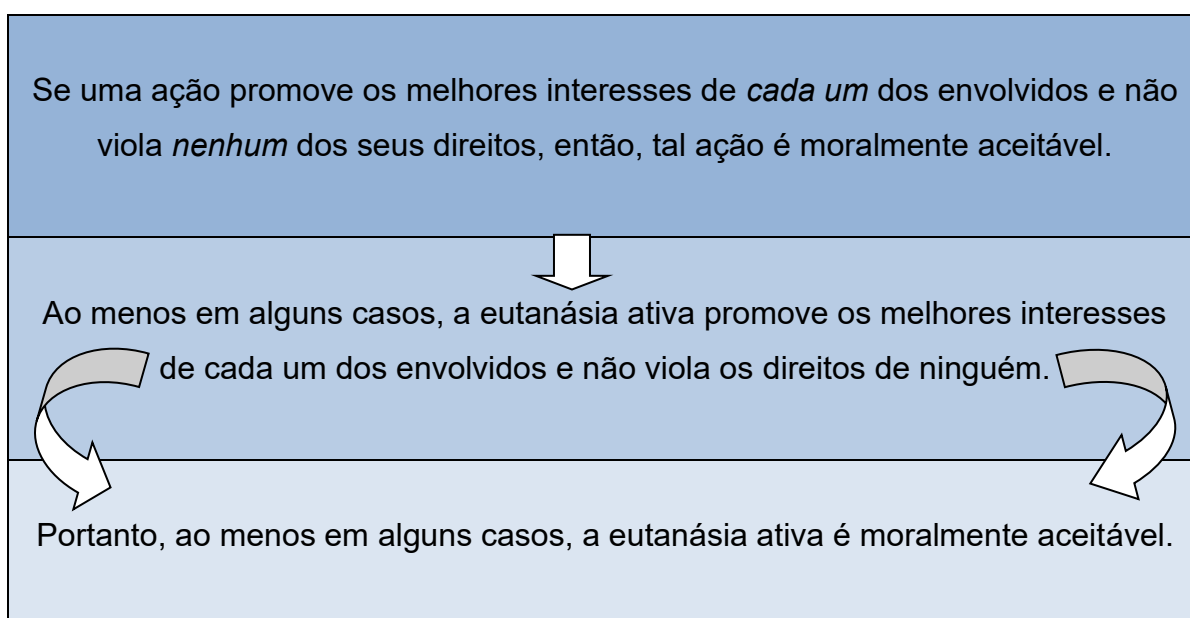 Se uma ação promove os melhores interesses de cada um dos envolvidos e não
viola nenhum dos seus direitos, então, tal ação é moralmente aceitável.
Ao menos em alguns casos, a eutanásia ativa promove os melhores interesses
de cada um dos envolvidos e não viola os direitos de ninguém.
Portanto, ao menos em alguns casos, a eutanásia ativa é moralmente aceitável.